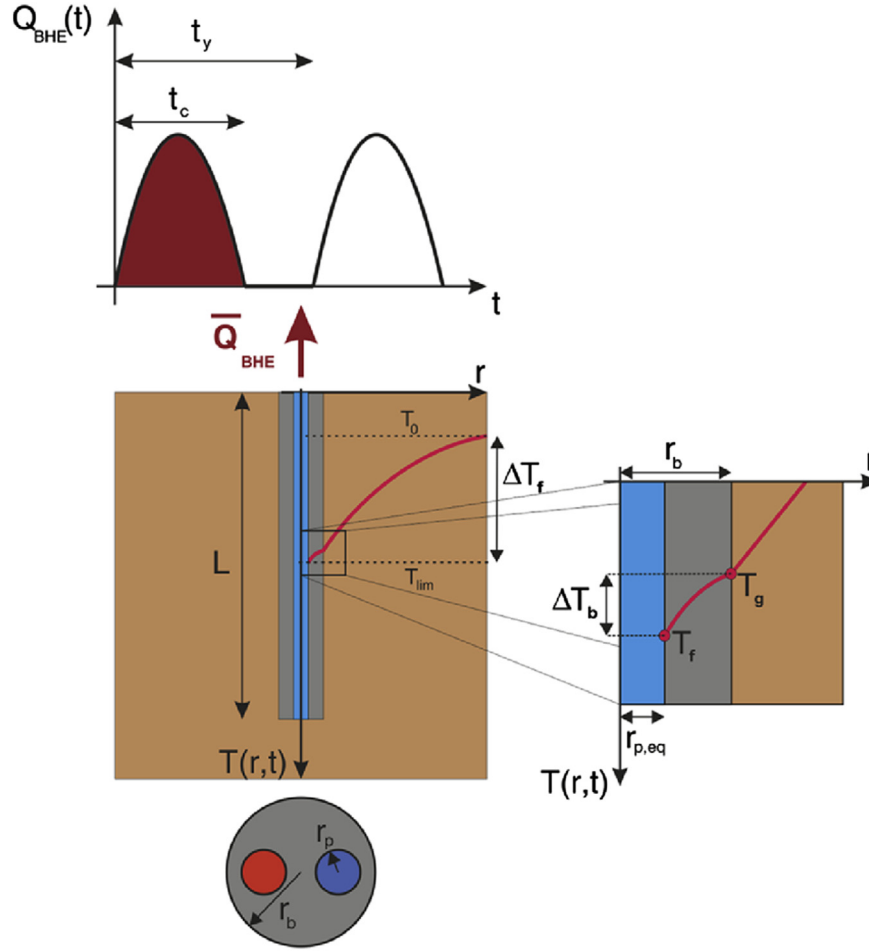 Q_BHE(t)
t_y
t_c
t
Q̅_BHE
r
T_0
ΔT_f
L
T_lim
T(r,t)
r_b
ΔT_b
T_g
T_f
r_p,eq
T(r,t)
r_p
r_b